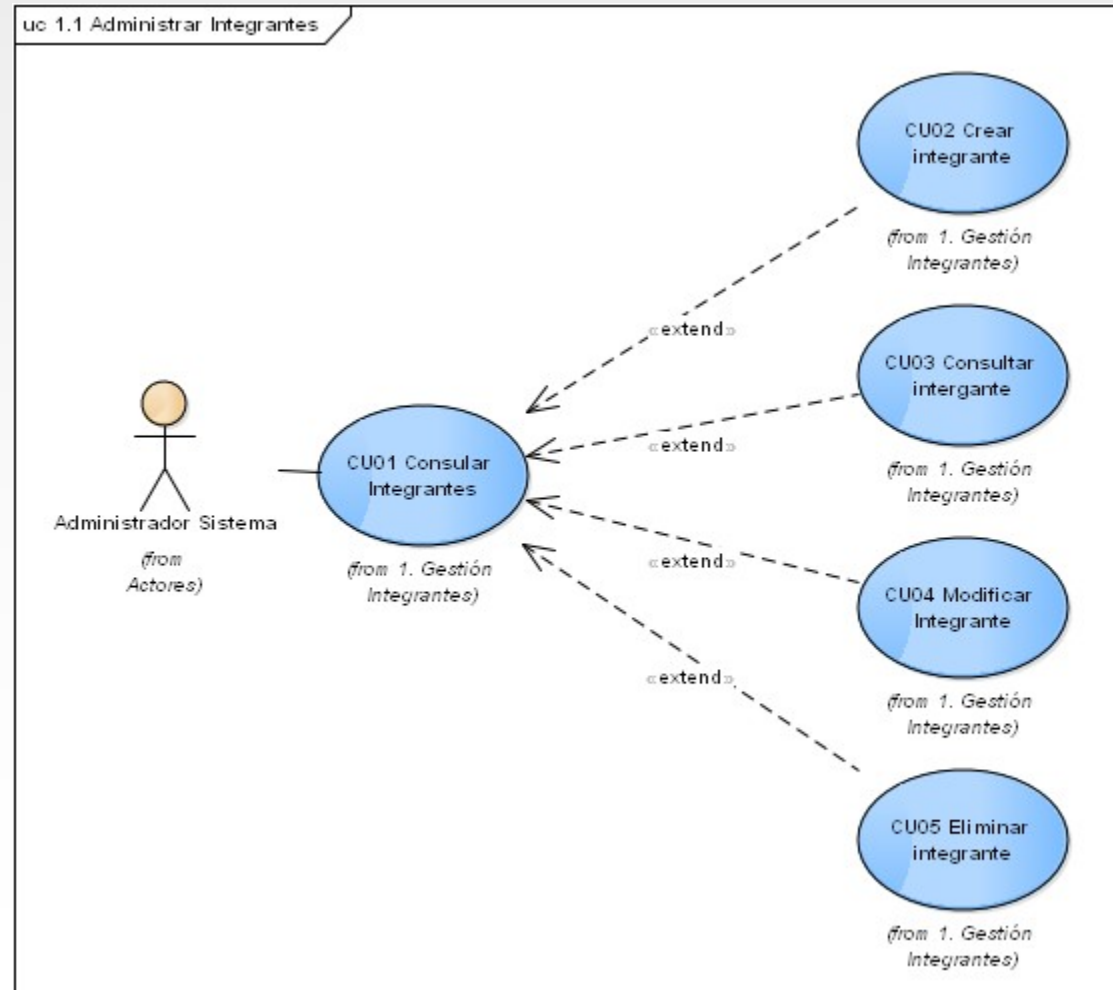 uc 1.1 Administrar Integrantes
CU02 Crear
integrante
(from 1. Gestión
Integrantes)
«extend»
CU03 Consultar
intergante
(from 1. Gestión
Integrantes)
«extend»
Administrador Sistema
(from
Actores)
CU01 Consular
Integrantes
(from 1. Gestión
Integrantes)
«extend»
CU04 Modificar
Integrante
(from 1. Gestión
Integrantes)
«extend»
CU05 Eliminar
integrante
(from 1. Gestión
Integrantes)